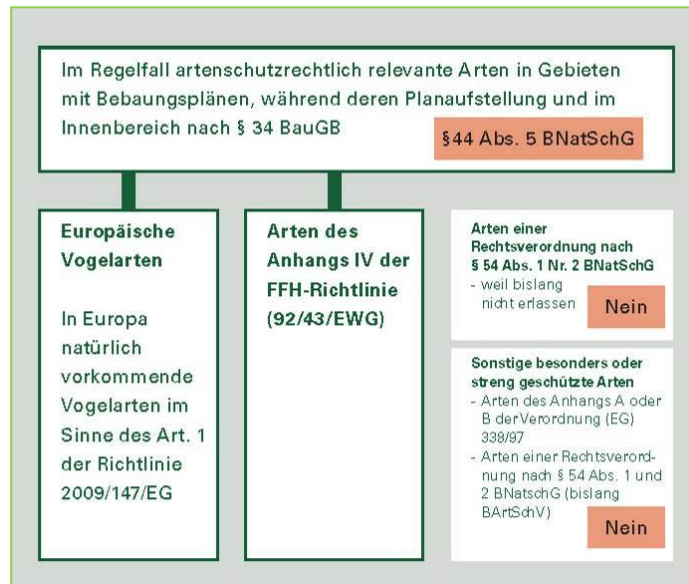 Im Regelfall artenschutzrechtlich relevante Arten in Gebieten
mit Bebaungsplänen, während deren Planaufstellung und im
Innenbereich nach § 34 BauGB
§44 Abs. 5 BNatSchG
Europäische
Vogelarten
In Europa
natürlich
vorkommende
Vogelarten im
Sinne des Art. 1
der Richtlinie
2009/147/EG
Arten des
Anhangs IV der
FFH-Richtlinie
(92/43/EWG)
Arten einer
Rechtsverordnung nach
§ 54 Abs. 1 Nr. 2 BNatSchG
- weil bislang
nicht erlassen
Nein
Sonstige besonders oder
streng geschützte Arten
- Arten des Anhangs A oder
B der Verordnung (EG)
338/97
- Arten einer Rechtsverord-
nung nach § 54 Abs. 1 und
2 BNatschG (bislang
BArtSchV)
Nein